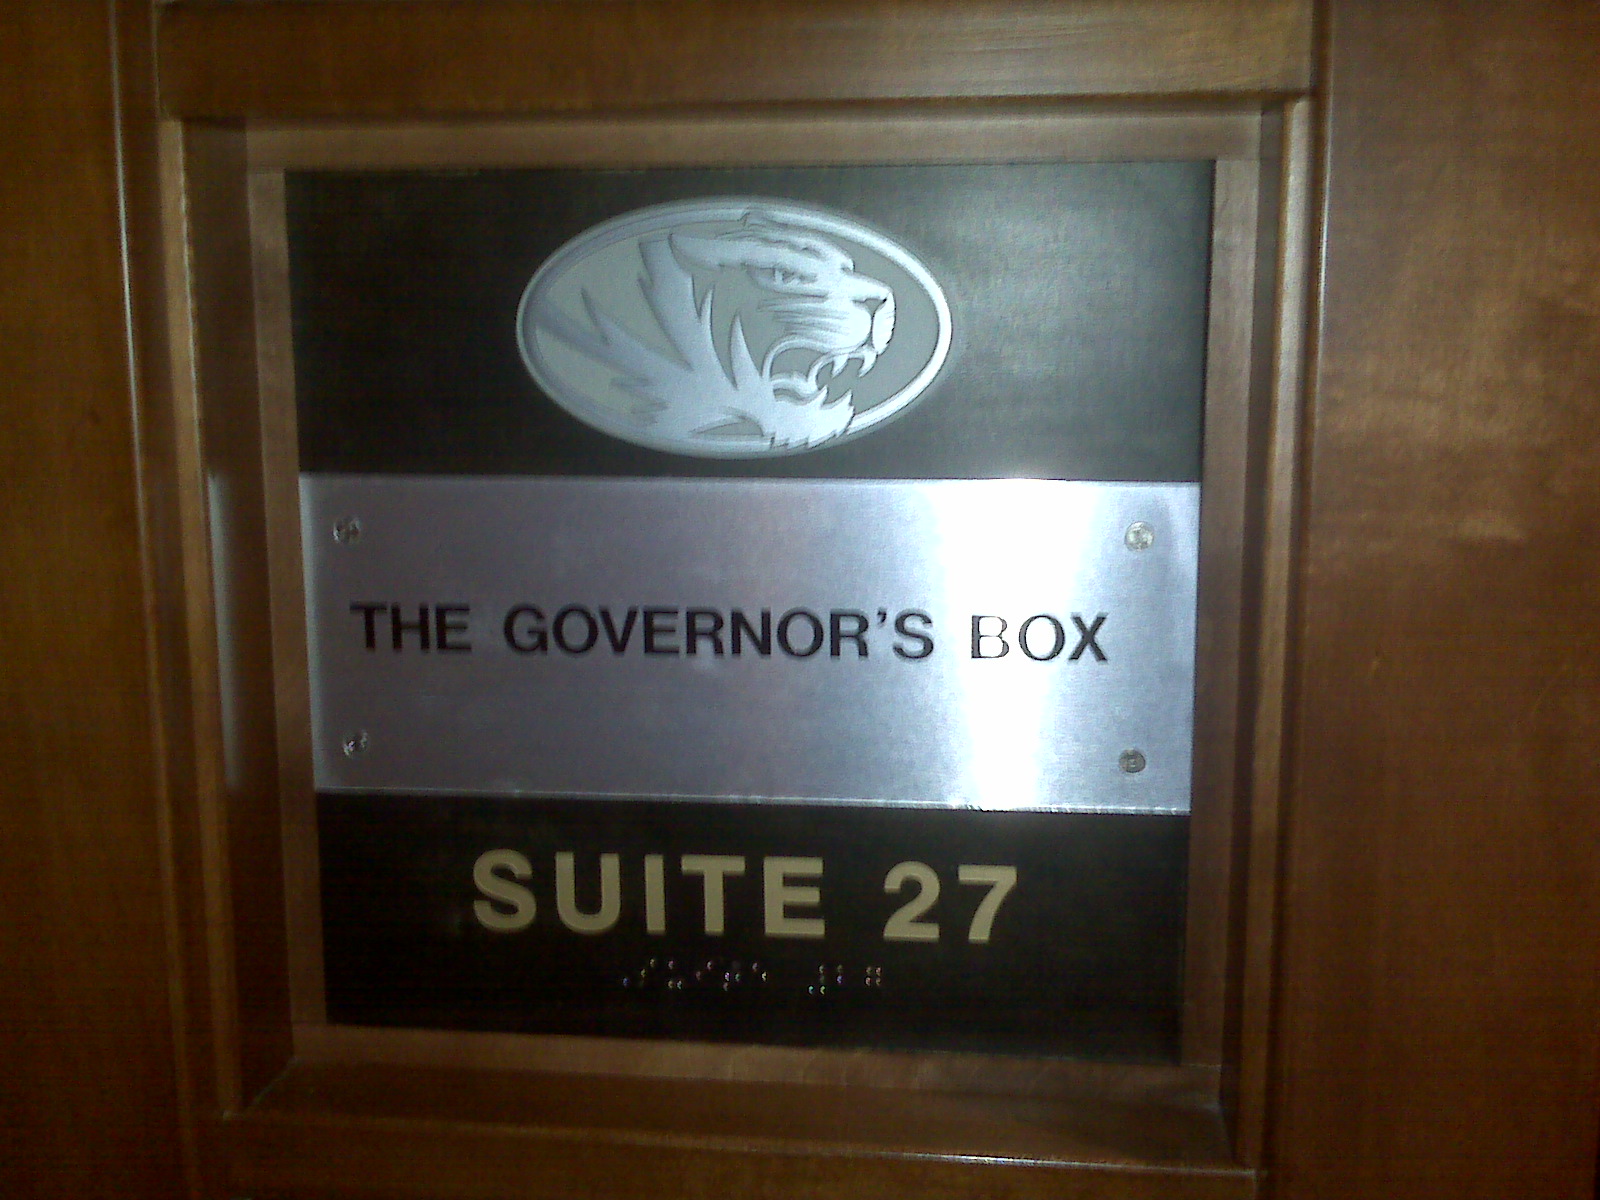 THE GOVERNOR'S BOX
SUITE 27